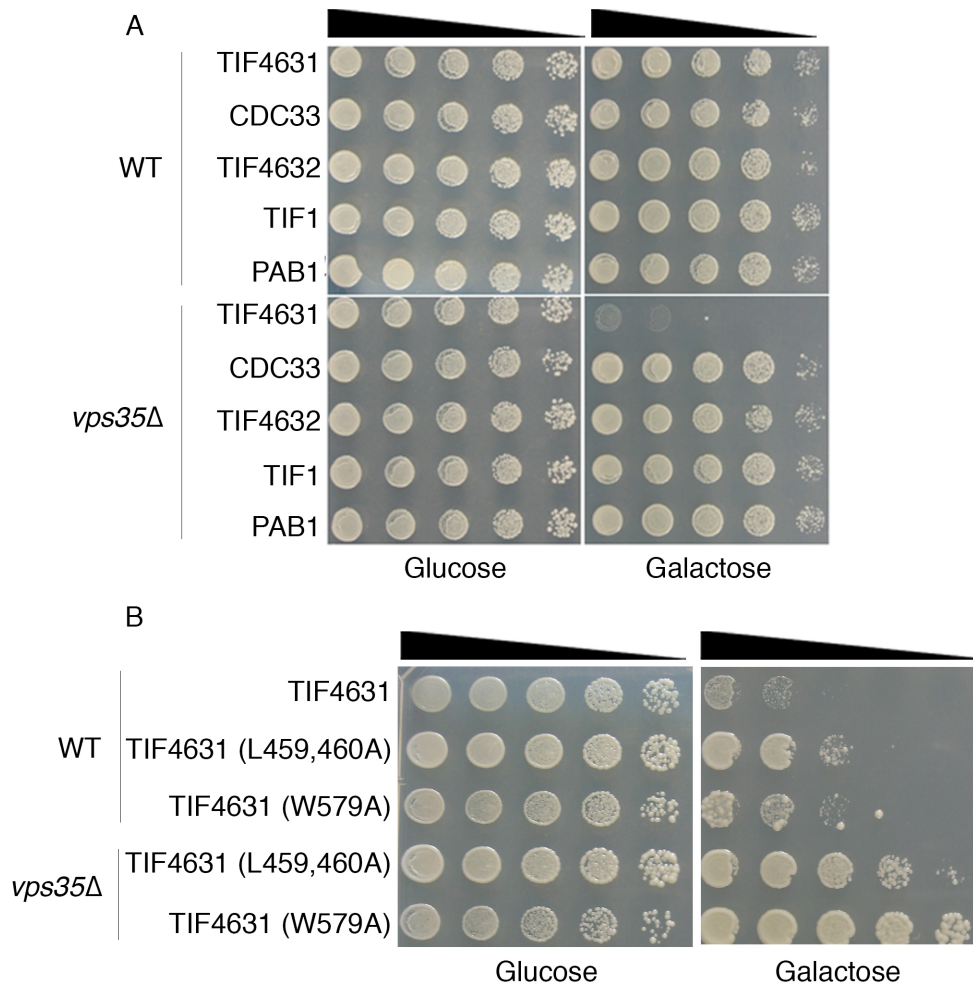 A
TIF4631
CDC33
WT TIF4632
TIF1
PAB1
TIF4631
CDC33
vps35Δ TIF4632
TIF1
PAB1
Glucose Galactose
B
TIF4631
WT TIF4631 (L459,460A)
TIF4631 (W579A)
TIF4631 (L459,460A)
vps35Δ
TIF4631 (W579A)
Glucose Galactose